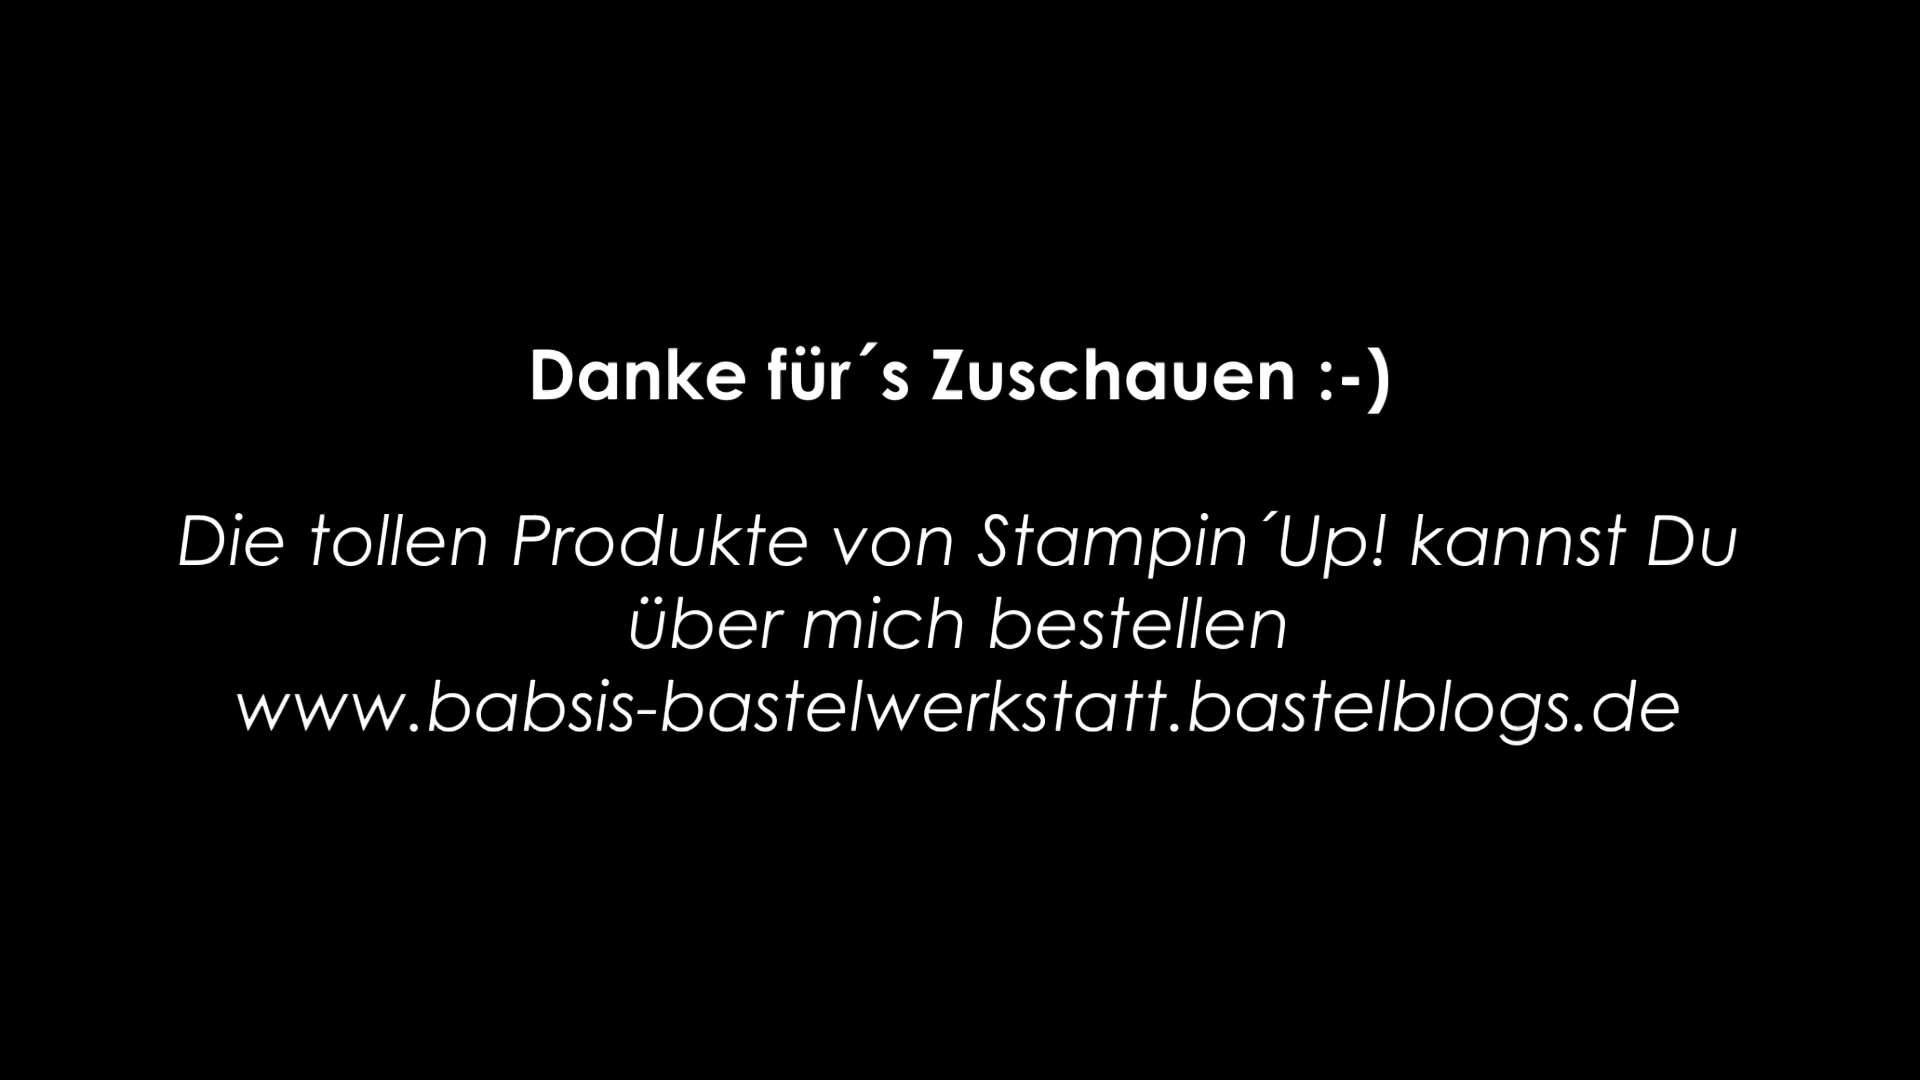 Danke für´s Zuschauen :-)
Die tollen Produkte von Stampin´Up! kannst Du
über mich bestellen
www.babsis-bastelwerkstatt.bastelblogs.de